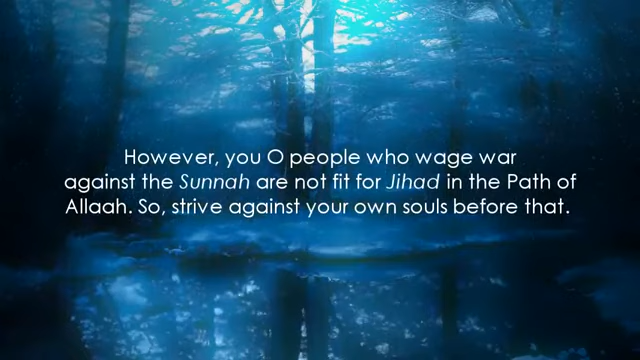 However, you O people who wage war
against the Sunnah are not fit for Jihad in the Path of
Allaah. So, strive against your own souls before that.